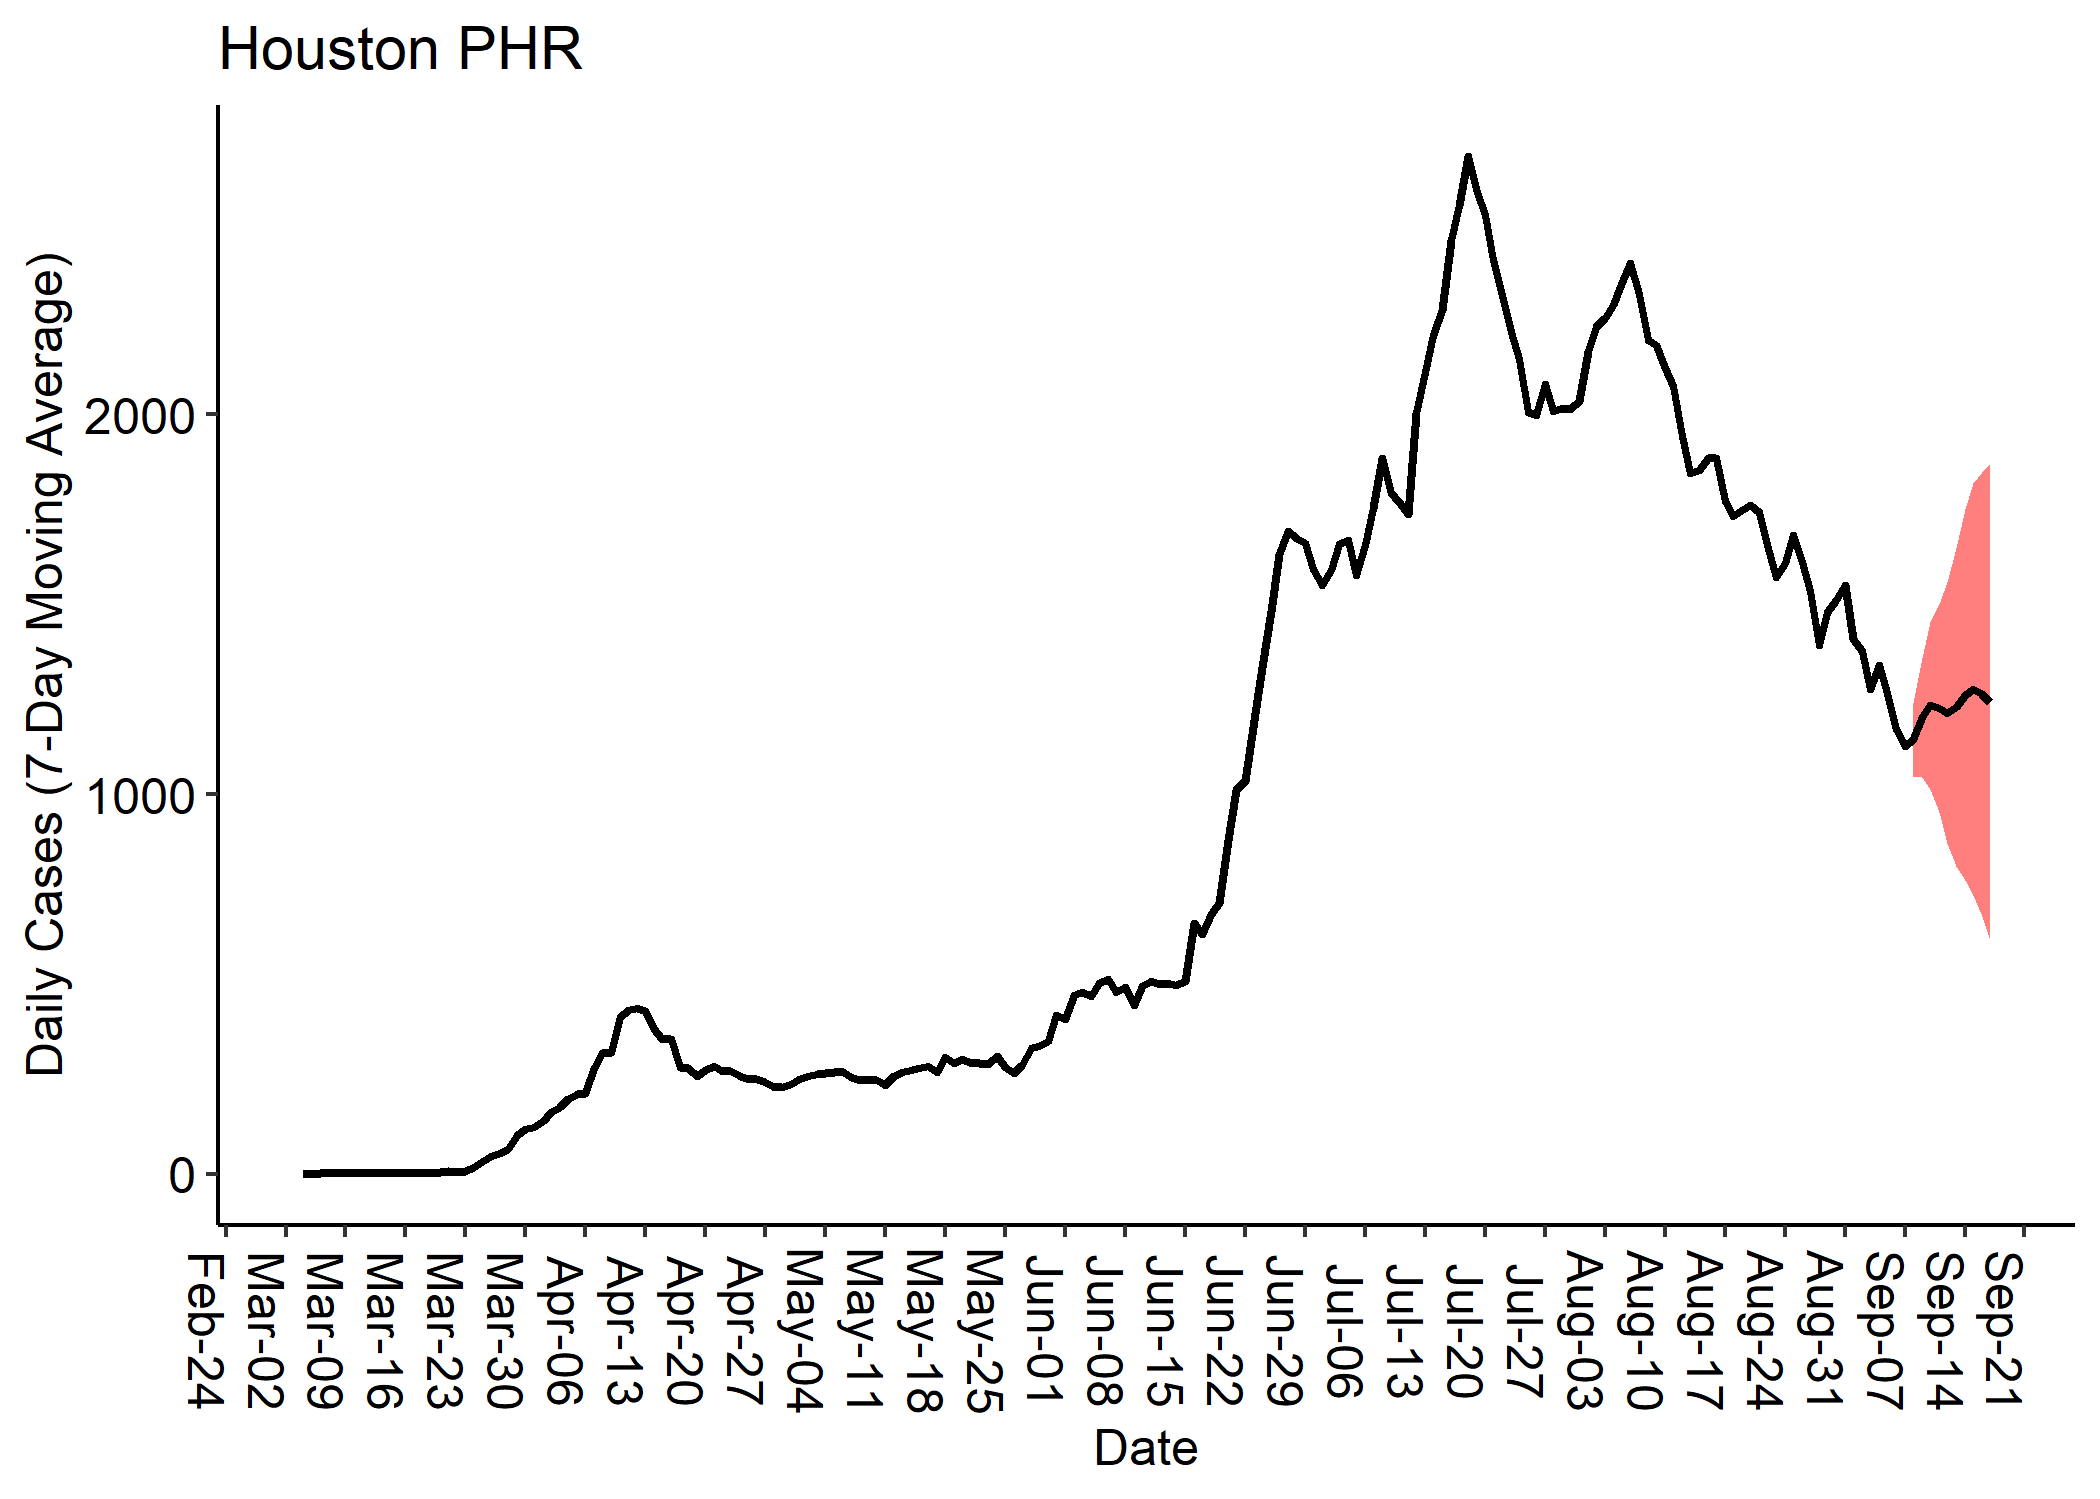 Houston PHR
Daily Cases (7-Day Moving Average)
2000
1000
0
Feb-24
Mar-02
Mar-09
Mar-16
Mar-23
Mar-30
Apr-06
Apr-13
Apr-20
Apr-27
May-04
May-11
May-18
May-25
Jun-01
Jun-08
Jun-15
Jun-22
Jun-29
Jul-06
Jul-13
Jul-20
Jul-27
Aug-03
Aug-10
Aug-17
Aug-24
Aug-31
Sep-07
Sep-14
Sep-21
Date